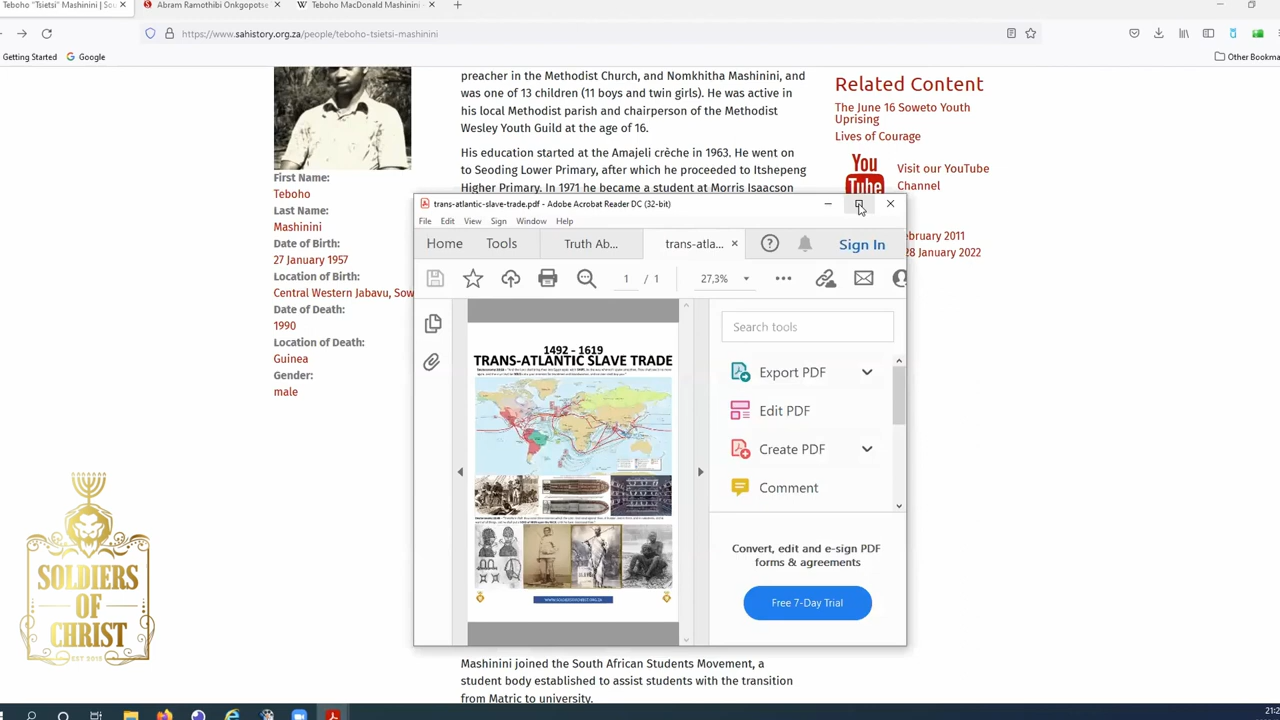 Teboho "Tsietsi" Mashinini | Sou
Abram Ramothibi Onkgopotse
Teboho MacDonald Mashinini -
https://www.sahistory.org.za/people/teboho-tsietsi-mashinini
Getting Started
Google
Other Bookma
preacher in the Methodist Church, and Nomkhitha Mashinini, and
was one of 13 children (11 boys and twin girls). He was active in
his local Methodist parish and chairperson of the Methodist
Wesley Youth Guild at the age of 16.
His education started at the Amajeli crèche in 1963. He went on
to Seoding Lower Primary, after which he proceeded to Itshepeng
Higher Primary. In 1971 he became a student at Morris Isaacson
Related Content
The June 16 Soweto Youth
Uprising
Lives of Courage
You
Tube
Visit our YouTube
Channel
ebruary 2011
28 January 2022
First Name:
Teboho
Last Name:
Mashinini
Date of Birth:
27 January 1957
Location of Birth:
Central Western Jabavu, Sow
Date of Death:
1990
Location of Death:
Guinea
Gender:
male
trans-atlantic-slave-trade.pdf - Adobe Acrobat Reader DC (32-bit)
File Edit View Sign Window Help
Home
Tools
Truth Ab...
trans-atla...
Sign In
1 / 1
27,3%
1492 - 1619
TRANS-ATLANTIC SLAVE TRADE
Search tools
Export PDF
Edit PDF
Create PDF
Comment
Convert, edit and e-sign PDF
forms & agreements
Free 7-Day Trial
SOLDIERS
OF
CHRIST
Mashinini joined the South African Students Movement, a
student body established to assist students with the transition
from Matric to university.
21:2